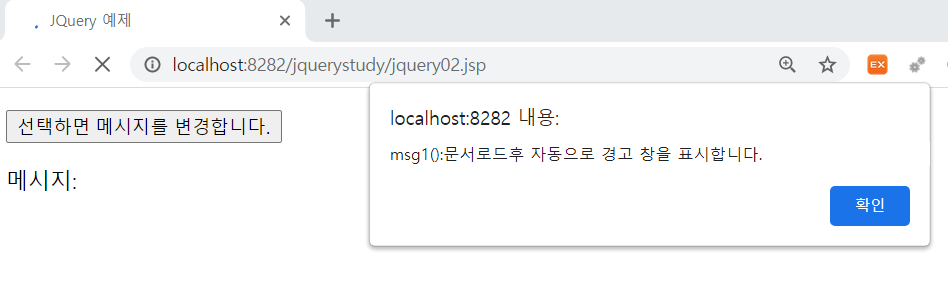 JQuery 예제
localhost:8282/jquerystudy/jquery02.jsp
EX
선택하면 메시지를 변경합니다.
메시지:
localhost:8282 내용:
msg1():문서로드후 자동으로 경고 창을 표시합니다.
확인